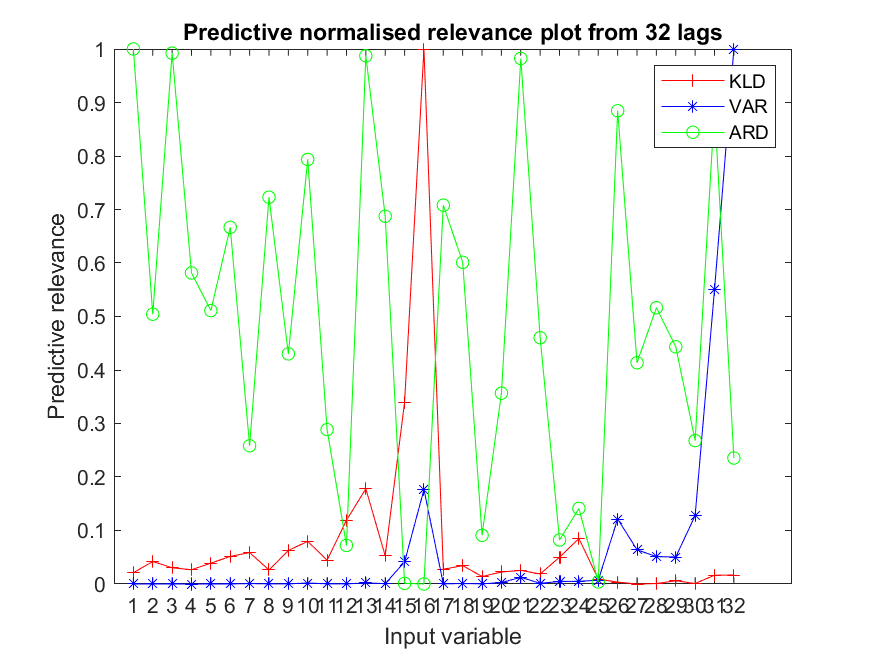 Predictive normalised relevance plot from 32 lags
KLD
VAR
ARD
1
0.9
0.8
0.7
0.6
0.5
0.4
0.3
0.2
0.1
0
Predictive relevance
1 2 3 4 5 6 7 8 9 10 11 12 13 14 15 16 17 18 19 20 21 22 23 24 25 26 27 28 29 30 31 32
Input variable